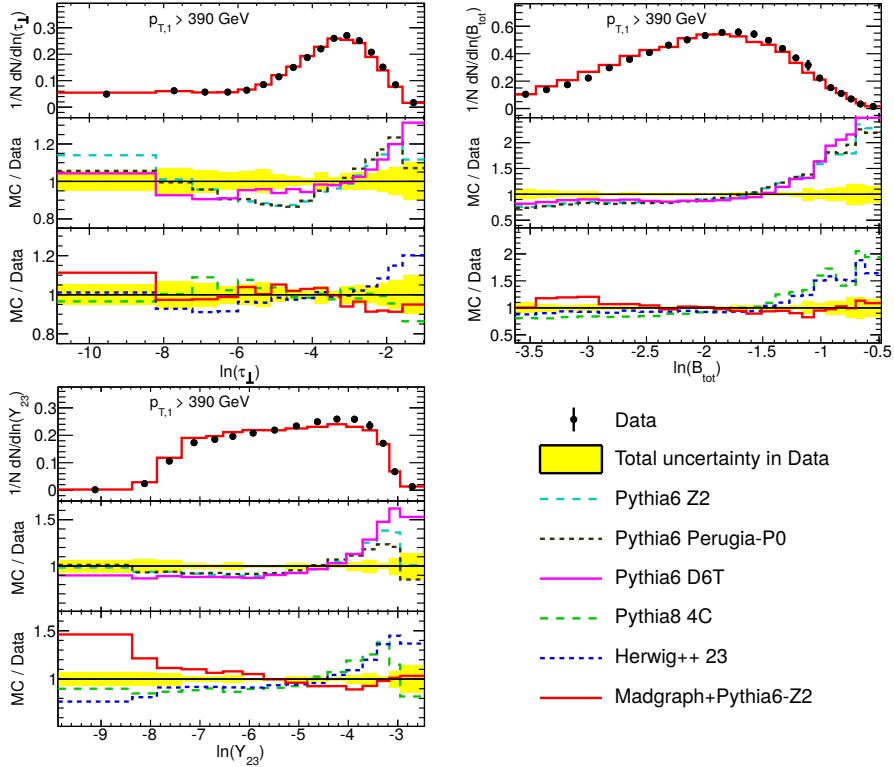 p_T,1 > 390 GeV
1/N dN/dln(τ_⊥)
0.3
0.2
0.1
0
MC / Data
1.2
1
0.8
MC / Data
1.2
1
0.8
-10 -8 -6 -4 -2
ln(τ_⊥)
p_T,1 > 390 GeV
1/N dN/dln(B_tot)
0.6
0.4
0.2
0.0
MC / Data
2
1.5
1
0.5
MC / Data
2
1.5
1
0.5
-3.5 -3 -2.5 -2 -1.5 -1 -0.5
ln(B_tot)
p_T,1 > 390 GeV
1/N dN/dln(Y_23)
0.3
0.2
0.1
0
MC / Data
1.5
1
MC / Data
1.5
1
-9 -8 -7 -6 -5 -4 -3
ln(Y_23)
Data
Total uncertainty in Data
Pythia6 Z2
Pythia6 Perugia-P0
Pythia6 D6T
Pythia8 4C
Herwig++ 23
Madgraph+Pythia6-Z2